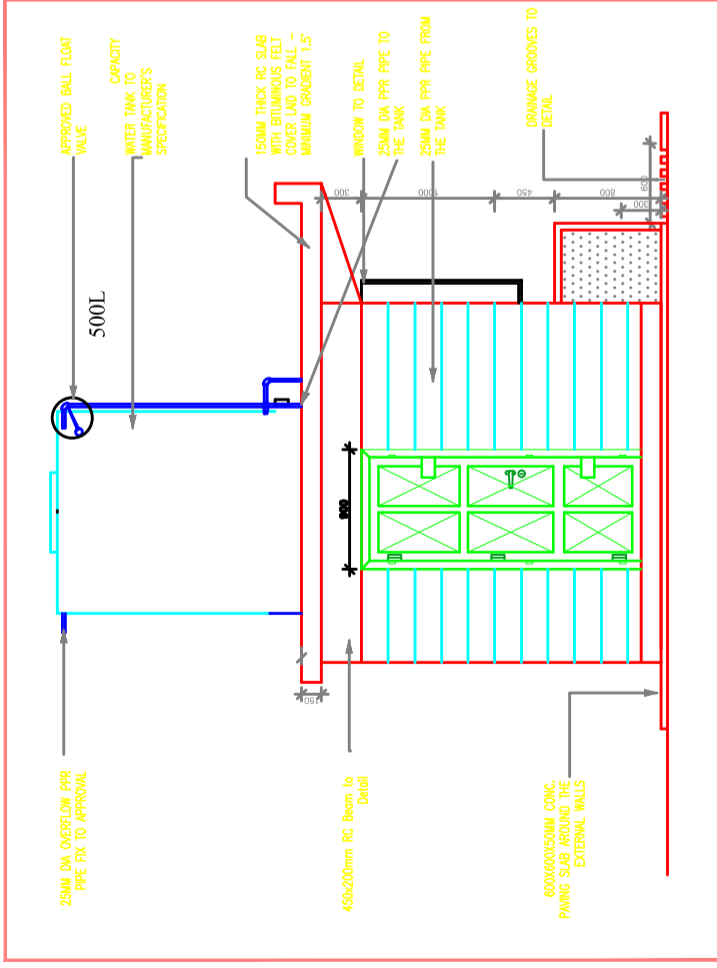 25MM DIA OVERFLOW PPR
PIPE FIX TO APPROVAL
500L
APPROVED BALL FLOAT
VALVE
CAPACITY
WATER TANK TO
MANUFACTURER'S
SPECIFICATION
150MM THICK RC SLAB
WITH BITUMINOUS FELT
COVER LAID TO FALL -
MINIMUM GRADIENT 1.5°
150
300
450x200mm RC Beam to
Detail
WINDOW TO DETAIL
25MM DIA PPR PIPE TO
THE TANK
25MM DIA PPR PIPE FROM
THE TANK
450
800
300
600
600X600X50MM CONC.
PAVING SLAB AROUND THE
EXTERNAL WALLS
DRAINAGE GROOVES TO
DETAIL